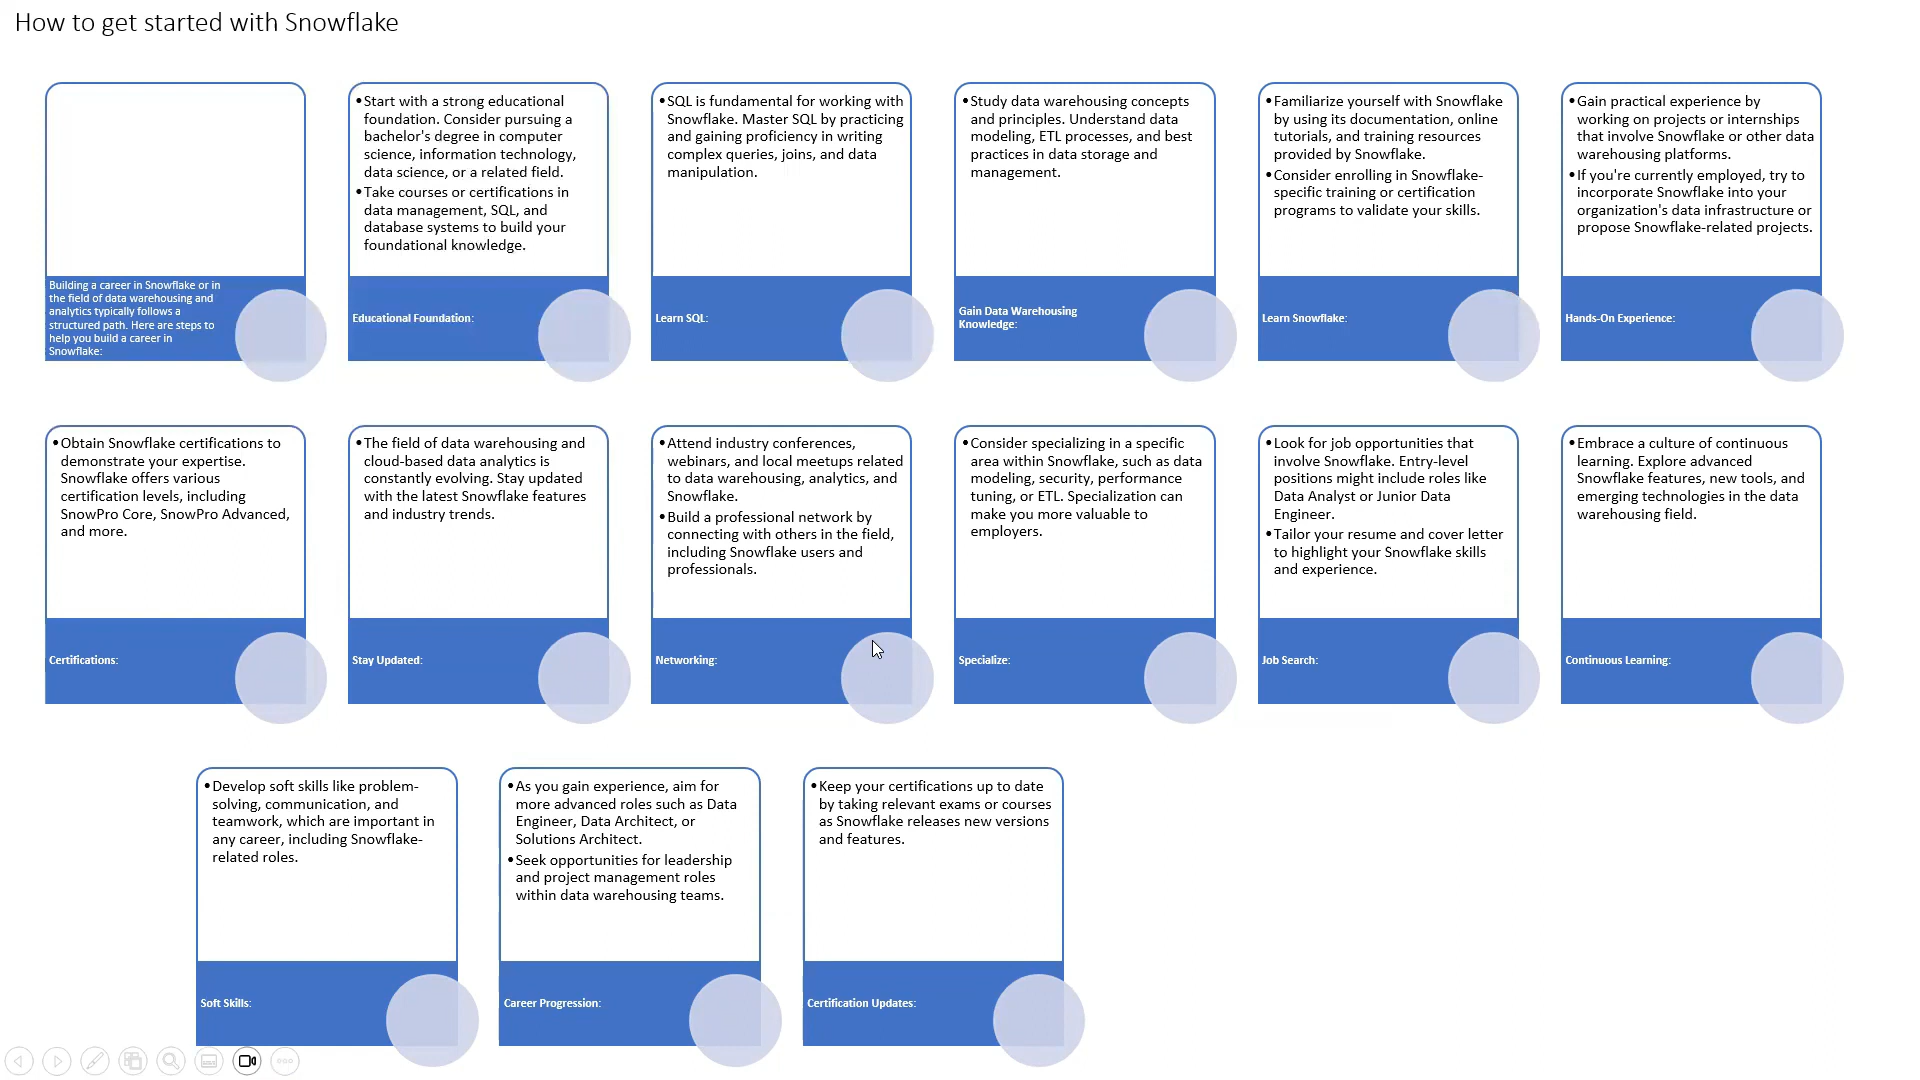 How to get started with Snowflake
Building a career in Snowflake or in
the field of data warehousing and
analytics typically follows a
structured path. Here are steps to
help you build a career in
Snowflake:
•Start with a strong educational
foundation. Consider pursuing a
bachelor's degree in computer
science, information technology,
data science, or a related field.
•Take courses or certifications in
data management, SQL, and
database systems to build your
foundational knowledge.
Educational Foundation:
•SQL is fundamental for working with
Snowflake. Master SQL by practicing
and gaining proficiency in writing
complex queries, joins, and data
manipulation.
Learn SQL:
•Study data warehousing concepts
and principles. Understand data
modeling, ETL processes, and best
practices in data storage and
management.
Gain Data Warehousing
Knowledge:
•Familiarize yourself with Snowflake
by using its documentation, online
tutorials, and training resources
provided by Snowflake.
•Consider enrolling in Snowflake-
specific training or certification
programs to validate your skills.
Learn Snowflake:
•Gain practical experience by
working on projects or internships
that involve Snowflake or other data
warehousing platforms.
•If you're currently employed, try to
incorporate Snowflake into your
organization's data infrastructure or
propose Snowflake-related projects.
Hands-On Experience:
•Obtain Snowflake certifications to
demonstrate your expertise.
Snowflake offers various
certification levels, including
SnowPro Core, SnowPro Advanced,
and more.
Certifications:
•The field of data warehousing and
cloud-based data analytics is
constantly evolving. Stay updated
with the latest Snowflake features
and industry trends.
Stay Updated:
•Attend industry conferences,
webinars, and local meetups related
to data warehousing, analytics, and
Snowflake.
•Build a professional network by
connecting with others in the field,
including Snowflake users and
professionals.
Networking:
•Consider specializing in a specific
area within Snowflake, such as data
modeling, security, performance
tuning, or ETL. Specialization can
make you more valuable to
employers.
Specialize:
•Look for job opportunities that
involve Snowflake. Entry-level
positions might include roles like
Data Analyst or Junior Data
Engineer.
•Tailor your resume and cover letter
to highlight your Snowflake skills
and experience.
Job Search:
•Embrace a culture of continuous
learning. Explore advanced
Snowflake features, new tools, and
emerging technologies in the data
warehousing field.
Continuous Learning:
•Develop soft skills like problem-
solving, communication, and
teamwork, which are important in
any career, including Snowflake-
related roles.
Soft Skills:
•As you gain experience, aim for
more advanced roles such as Data
Engineer, Data Architect, or
Solutions Architect.
•Seek opportunities for leadership
and project management roles
within data warehousing teams.
Career Progression:
•Keep your certifications up to date
by taking relevant exams or courses
as Snowflake releases new versions
and features.
Certification Updates: